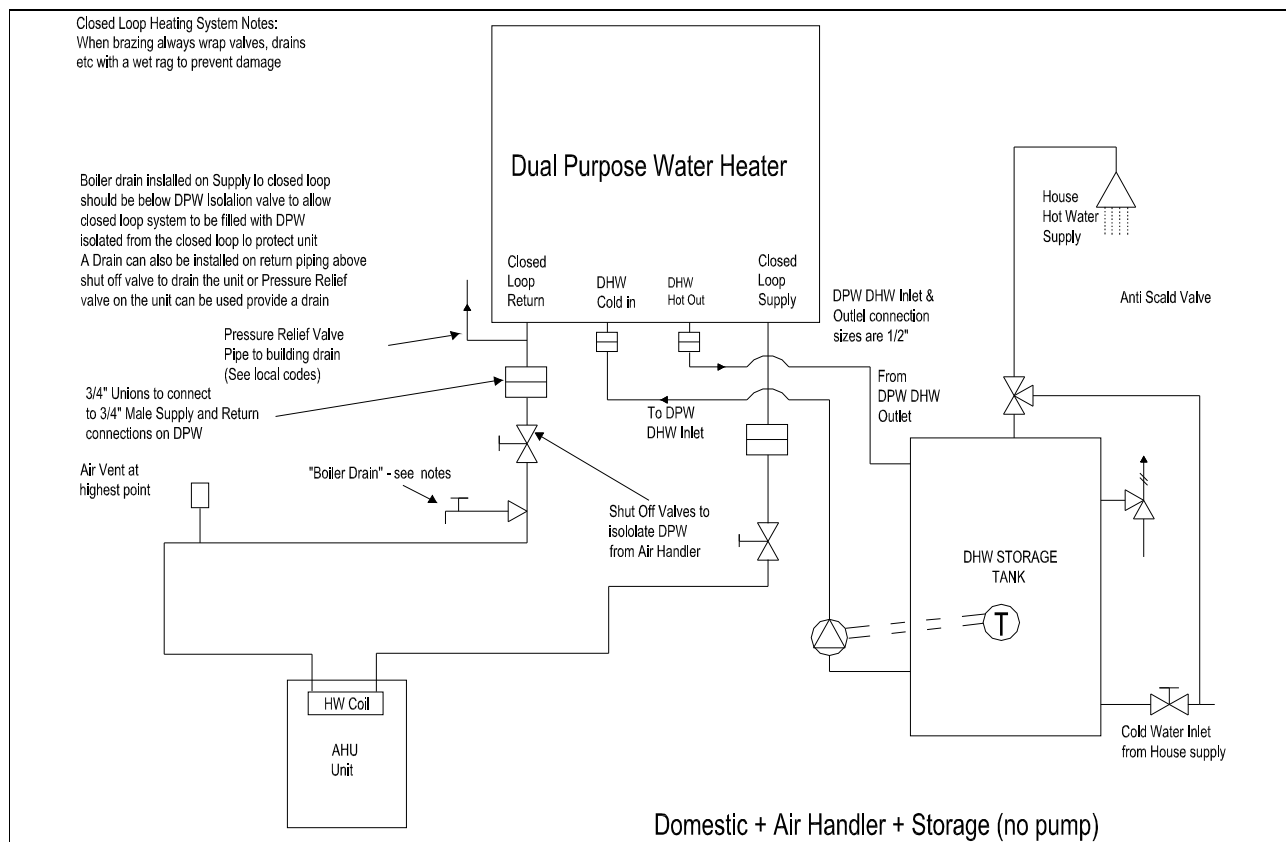 Closed Loop Heating System Notes:
When brazing always wrap valves, drains
etc with a wet rag to prevent damage
Dual Purpose Water Heater
Boiler drain inslalled on Supply lo closed loop
should be below DPW Isolalion valve to allow
closed loop system to be filled with DPW
isolated from the closed loop lo protect unit
A Drain can also be installed on return piping above
shut off valve to drain the unit or Pressure Relief
valve on the unit can be used provide a drain
Closed
Loop
Return
DHW
Cold in
DHW
Hot Out
Closed
Loop
Supply
DPW DHW Inlet &
Outlel connection
sizes are 1/2"
House
Hot Water
Supply
Anti Scald Valve
Pressure Relief Valve
Pipe to building drain
(See local codes)
3/4" Unions to connect
to 3/4" Male Supply and Return
connections on DPW
To DPW
DHW Inlet
From
DPW DHW
Outlet
Air Vent at
highest point
"Boiler Drain" - see notes
Shut Off Valves to
isololate DPW
from Air Handler
DHW STORAGE
TANK
T
HW Coil
AHU
Unit
Cold Water Inlet
from House supply
Domestic + Air Handler + Storage (no pump)